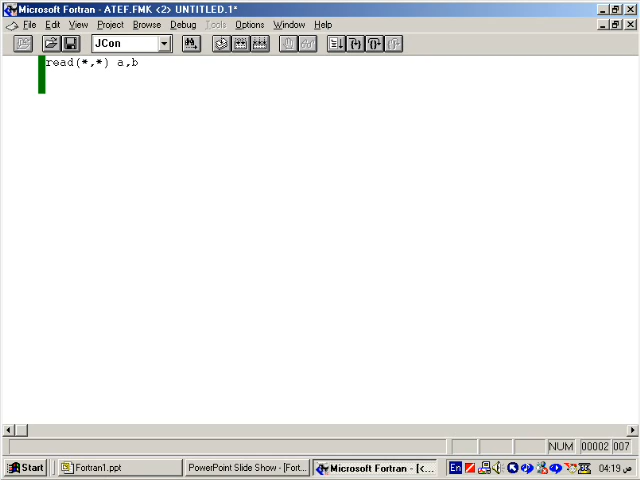 Microsoft Fortran - ATEF.FMK <2> UNTITLED.1*
File Edit View Project Browse Debug Tools Options Window Help
JCon
read(*,*) a,b
NUM 00002 007
Start Fortran1.ppt PowerPoint Slide Show - [Fort... Microsoft Fortran - [<... En 04:19 ص